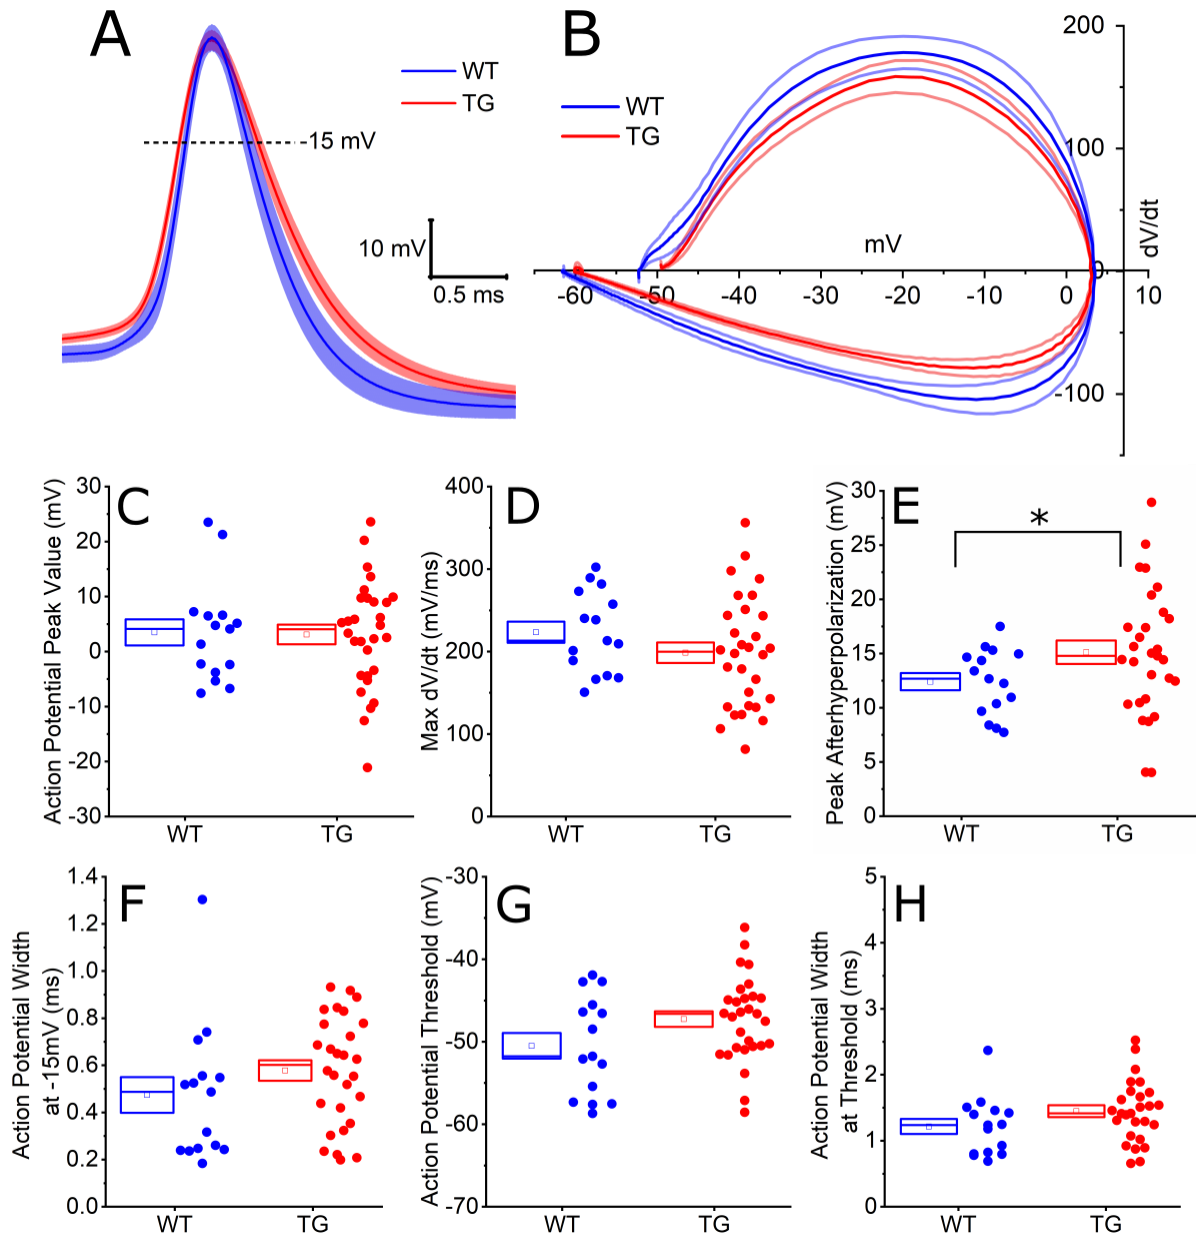 A
WT
TG
-15 mV
10 mV
0.5 ms
B
WT
TG
200
100
0
-100
dV/dt
mV
-60
-50
-40
-30
-20
-10
0
10
C
Action Potential Peak Value (mV)
30
20
10
0
-10
-20
-30
WT
TG
D
Max dV/dt (mV/ms)
400
300
200
100
0
WT
TG
E
Peak Afterhyperpolarization (mV)
30
25
20
15
10
5
0
*
WT
TG
F
Action Potential Width
at -15mV (ms)
1.4
1.2
1.0
0.8
0.6
0.4
0.2
0.0
WT
TG
G
Action Potential Threshold (mV)
-30
-40
-50
-60
-70
WT
TG
H
Action Potential Width
at Threshold (ms)
5
4
3
2
1
0
WT
TG